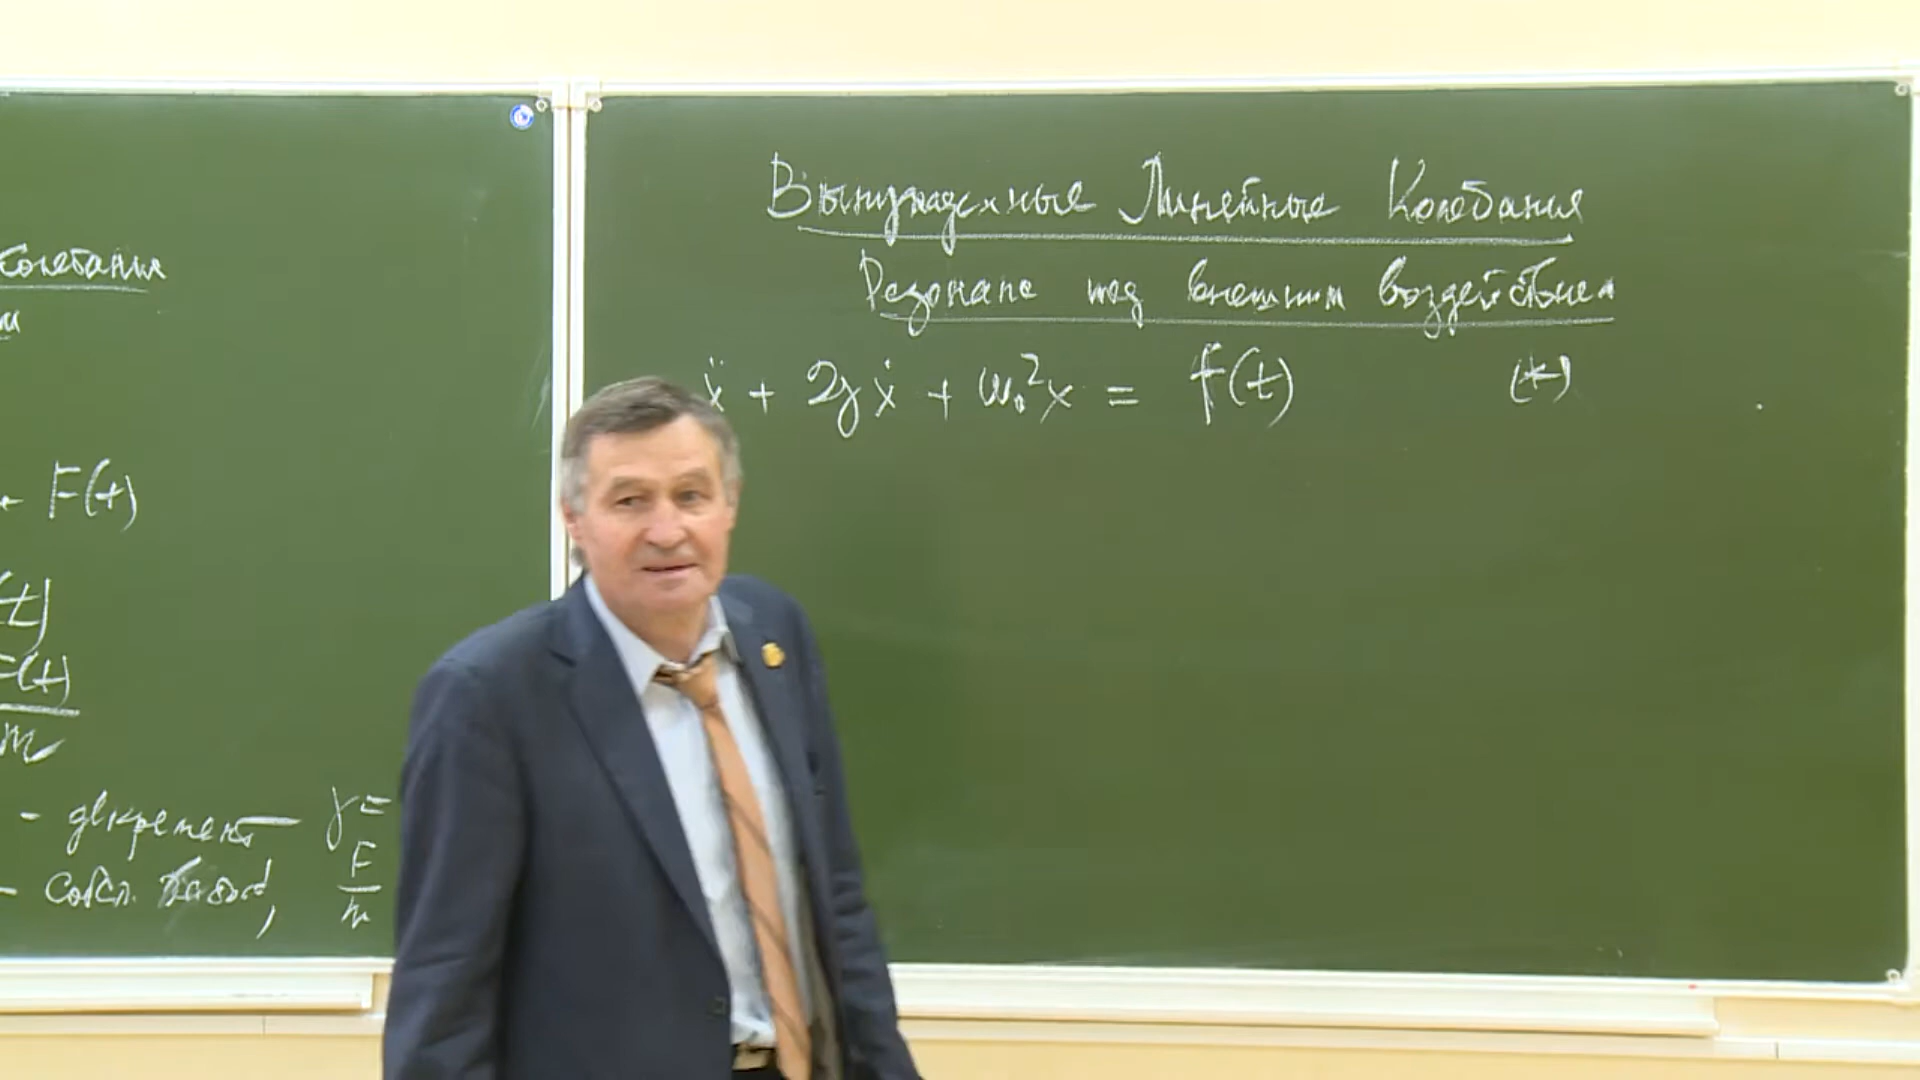 колебания
+ F(t)
(t)
F(t)
m
- декремент γ =
- собств. F/m
Вынужденные Линейные Колебания
Резонанс под внешним воздействием
ẍ + 2γẋ + ω₀²x = f(t) (*)